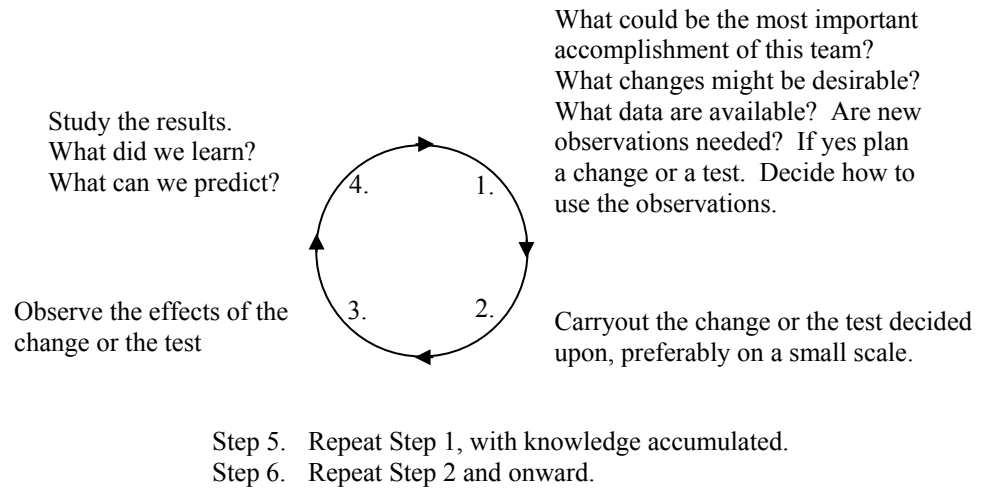 What could be the most important
accomplishment of this team?
What changes might be desirable?
What data are available?  Are new
observations needed?  If yes plan
a change or a test.  Decide how to
use the observations.
Study the results.
What did we learn?
What can we predict?
4.
1.
3.
2.
Observe the effects of the
change or the test
Carryout the change or the test decided
upon, preferably on a small scale.
Step 5.   Repeat Step 1, with knowledge accumulated.
Step 6.   Repeat Step 2 and onward.